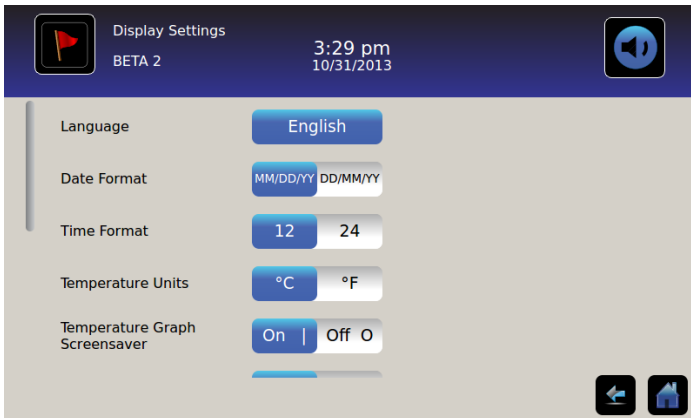 Display Settings
BETA 2
3:29 pm
10/31/2013
Language
English
Date Format
MM/DD/YY DD/MM/YY
Time Format
12 24
Temperature Units
°C °F
Temperature Graph
Screensaver
On | Off O